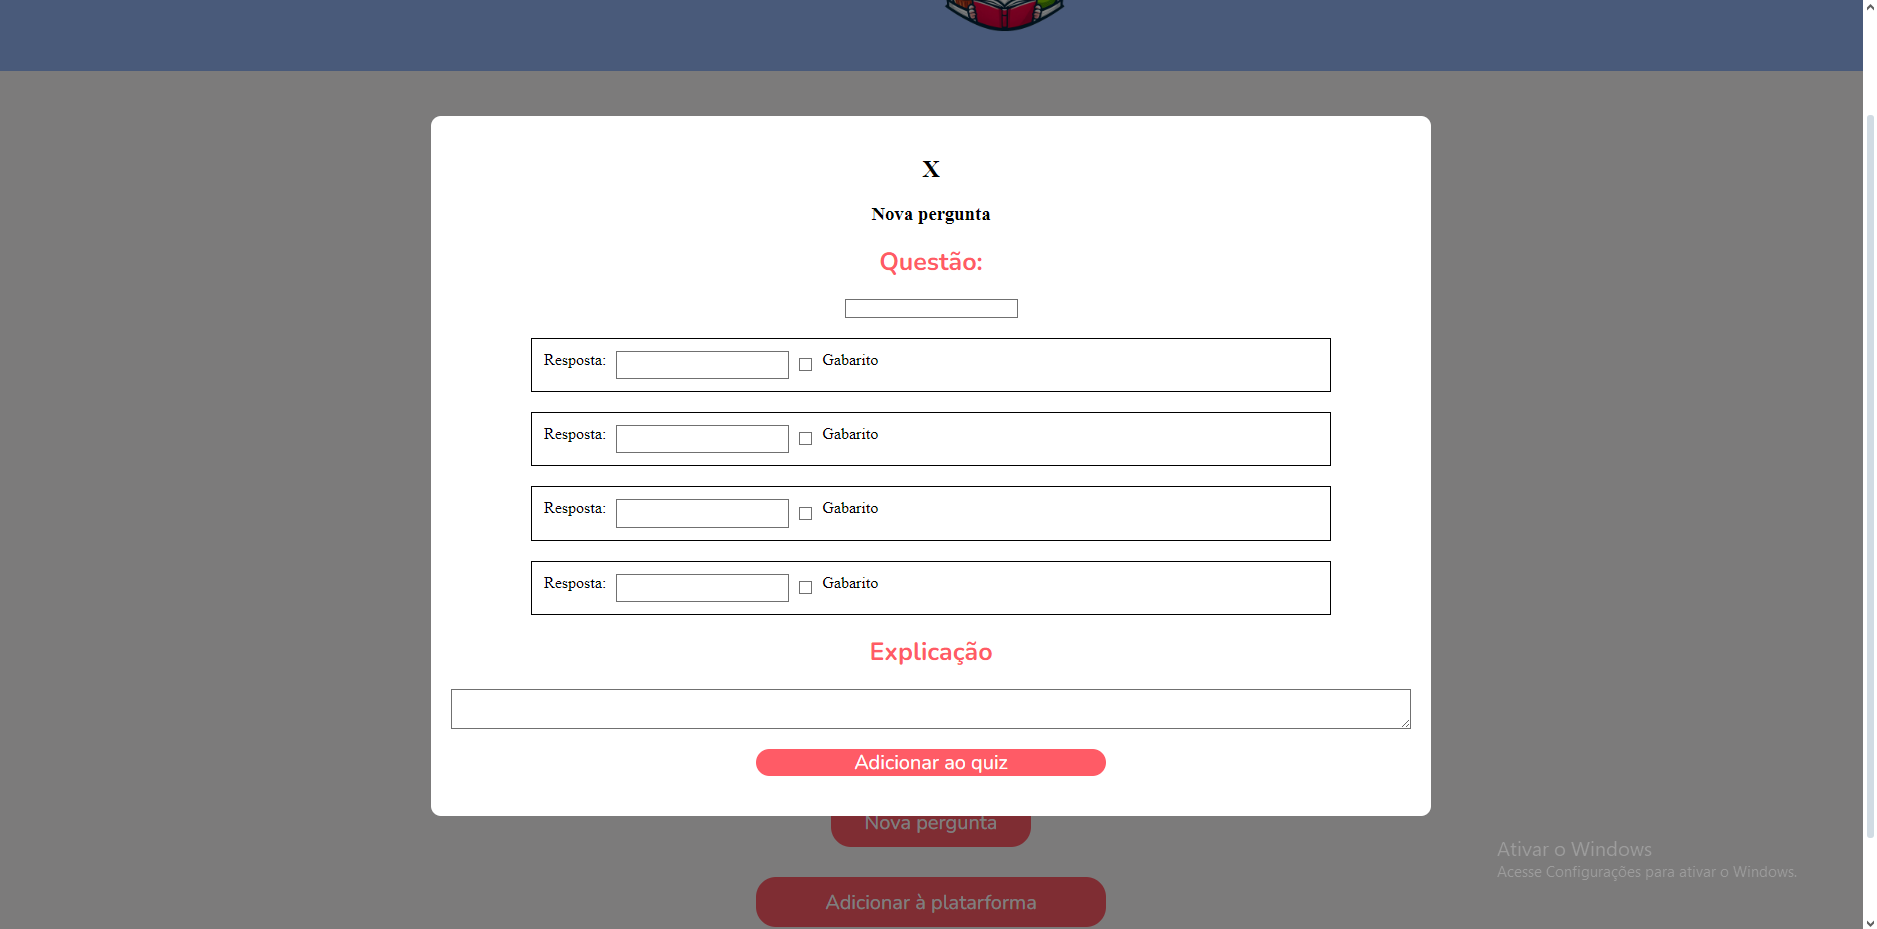 X
Nova pergunta
Questão:
Resposta: Gabarito
Resposta: Gabarito
Resposta: Gabarito
Resposta: Gabarito
Explicação
Adicionar ao quiz
Nova pergunta
Ativar o Windows
Acesse Configurações para ativar o Windows.
Adicionar à platarforma